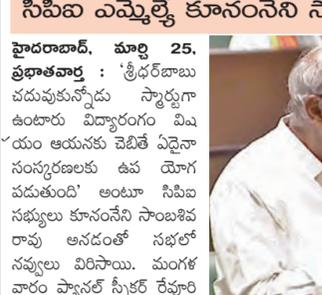 సిపిఐ ఎమ్మెల్యే కూనంనేని
హైదరాబాద్, మార్చి 25,
ప్రభాతవార్త : 'శ్రీధర్‌బాబు
చదువుకున్నోడు స్మార్టుగా
ఉంటారు విద్యారంగం విష
యం ఆయనకు చెబితే ఏదైనా
సంస్కరణలకు ఉప యోగ
పడుతుంది' అంటూ సిపిఐ
సభ్యులు కూనంనేని సాంబశివ
రావు అనడంతో సభలో
నవ్వులు విరిసాయి. మంగళ
వారం ప్యానల్ స్పీకర్ రేవూరి